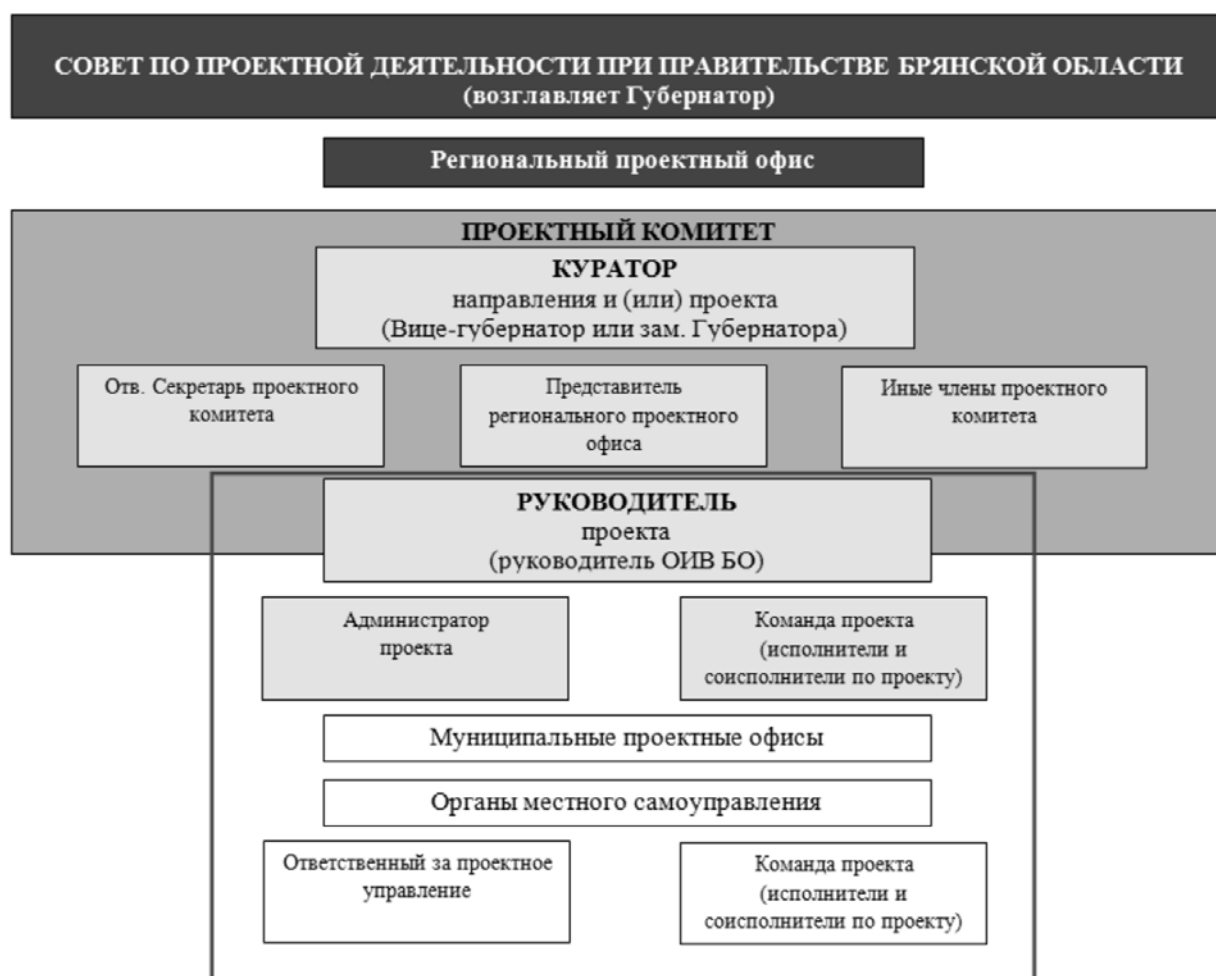 СОВЕТ ПО ПРОЕКТНОЙ ДЕЯТЕЛЬНОСТИ ПРИ ПРАВИТЕЛЬСТВЕ БРЯНСКОЙ ОБЛАСТИ
(возглавляет Губернатор)
Региональный проектный офис
ПРОЕКТНЫЙ КОМИТЕТ
КУРАТОР
направления и (или) проекта
(Вице-губернатор или зам. Губернатора)
Отв. Секретарь проектного
комитета
Представитель
регионального проектного
офиса
Иные члены проектного
комитета
РУКОВОДИТЕЛЬ
проекта
(руководитель ОИВ БО)
Администратор
проекта
Команда проекта
(исполнители и
соисполнители по проекту)
Муниципальные проектные офисы
Органы местного самоуправления
Ответственный за проектное
управление
Команда проекта
(исполнители и
соисполнители по проекту)